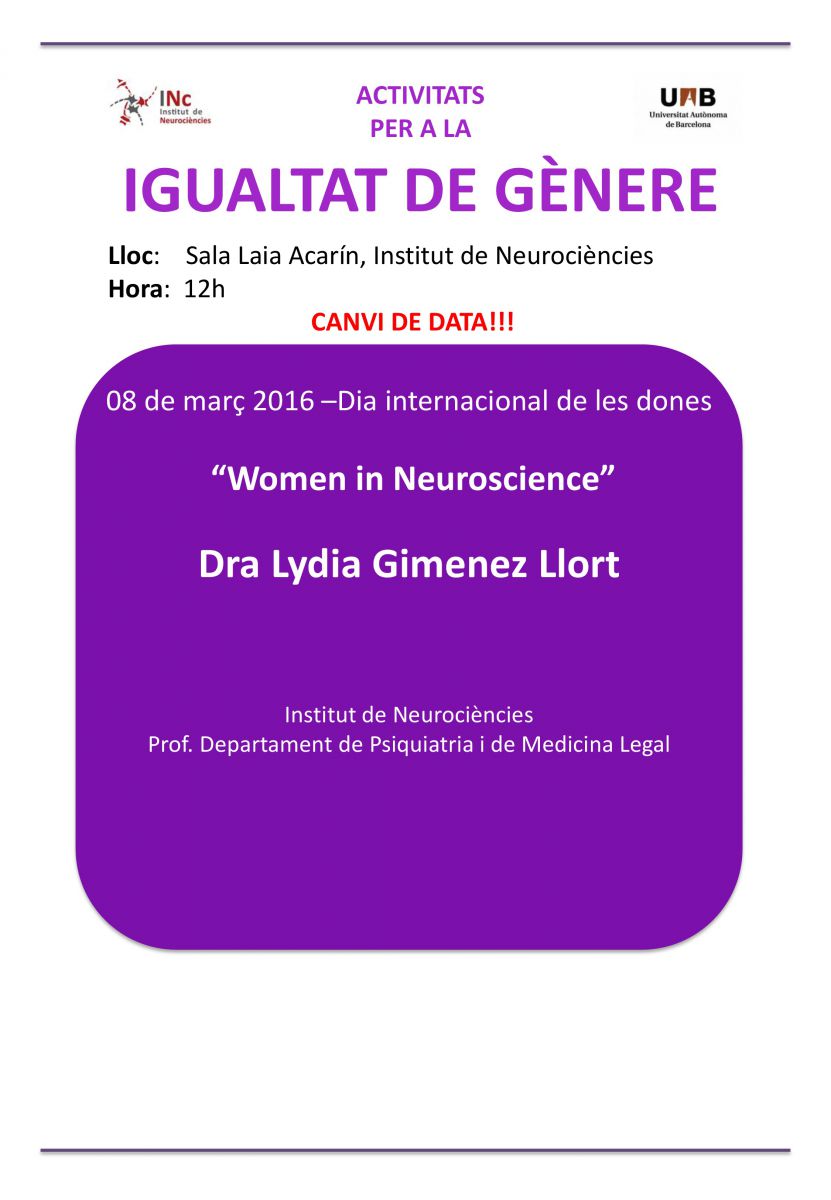 INc
Institut de
Neurociències
ACTIVITATS
PER A LA
UAB
Universitat Autònoma
de Barcelona
IGUALTAT DE GÈNERE
Lloc: Sala Laia Acarín, Institut de Neurociències
Hora: 12h
CANVI DE DATA!!!
08 de març 2016 –Dia internacional de les dones
“Women in Neuroscience”
Dra Lydia Gimenez Llort
Institut de Neurociències
Prof. Departament de Psiquiatria i de Medicina Legal